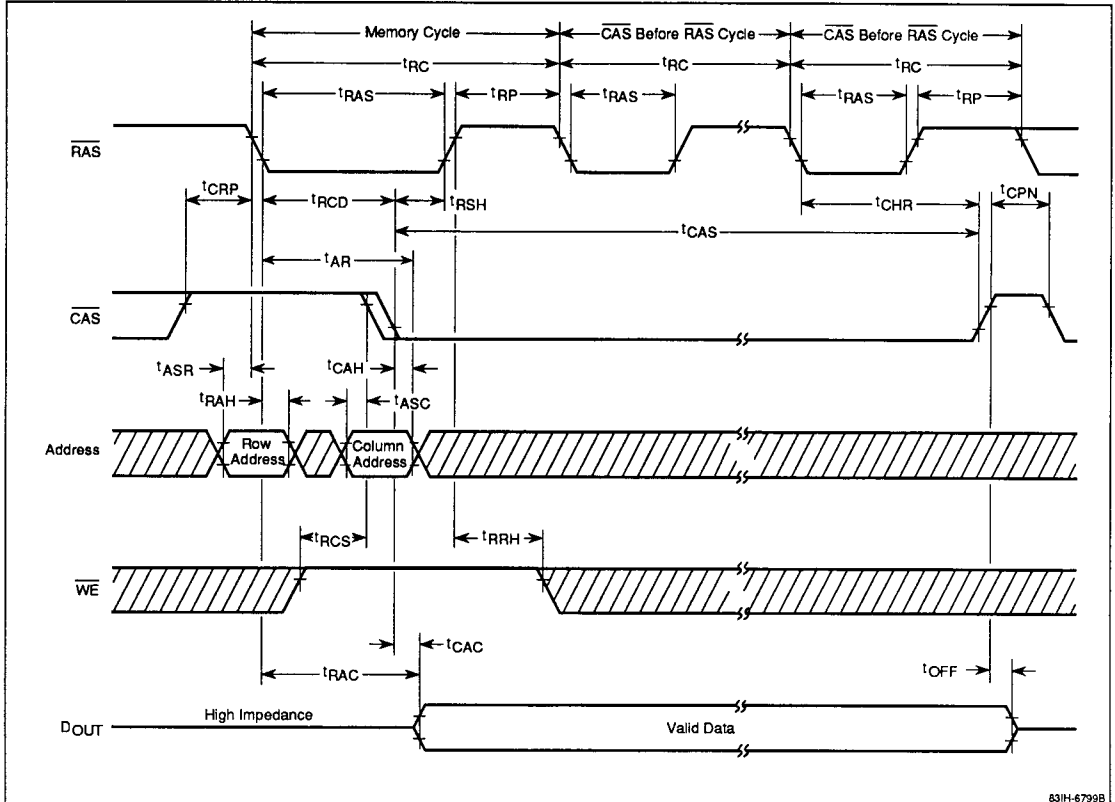 Memory Cycle
CAS Before RAS Cycle
CAS Before RAS Cycle
tRC
tRC
tRC
tRAS
tRP
tRAS
tRAS
tRP
RAS
tCRP
tRCD
tRSH
tCHR
tCPN
tCAS
tAR
CAS
tASR
tCAH
tRAH
tASC
Address
Row
Address
Column
Address
tRCS
tRRH
WE
tCAC
tRAC
tOFF
DOUT
High Impedance
Valid Data
83IH-6799B